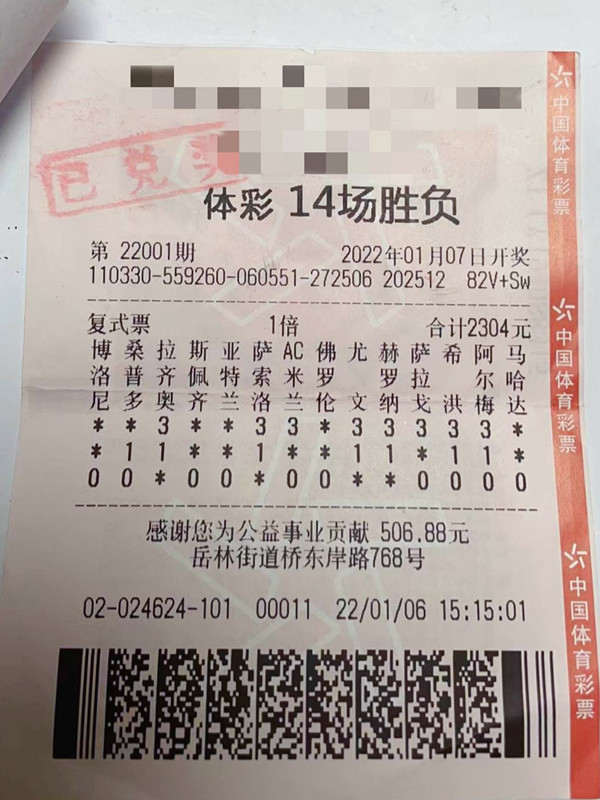 已兑奖
体彩 14场胜负
第 22001期 2022年01月07日开奖
110330-559260-060551-272506 202512 82V+Sw
复式票 1倍 合计2304元
博 桑 拉 斯 亚 萨 AC 佛 尤 赫 萨 希 阿 马
洛 普 齐 佩 特 索 米 罗 罗 拉 尔 哈
尼 多 奥 齐 兰 洛 兰 伦 文 纳 戈 洪 梅 达
* * 3 * * 3 3 * 3 3 3 3 3 *
* 1 1 * * 1 * * 1 1 * 1 1 *
0 0 * 0 0 * 0 0 * * 0 0 0 0
感谢您为公益事业贡献 506.88元
岳林街道桥东岸路768号
02-024624-101 00011 22/01/06 15:15:01
中国体育彩票
中国体育彩票
中国体育彩票